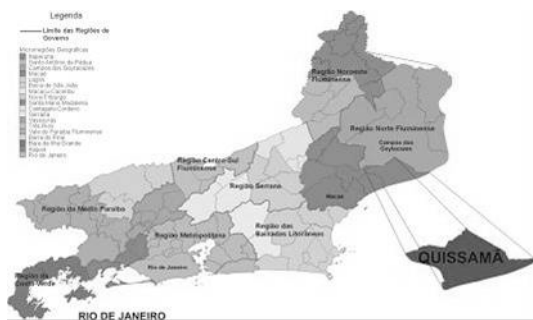 Legenda
Limite das Regiões de
Governo
Microrregiões Geográficas
Itaperuna
Santo Antônio de Pádua
Campos dos Goytacazes
Macaé
Lagos
Bacia de São João
Macacu-Caceribu
Nova Friburgo
Santa Maria Madalena
Cantagalo-Cordeiro
Serrana
Vassouras
Três Rios
Vale do Paraíba Fluminense
Barra do Piraí
Baía da Ilha Grande
Itaguaí
Rio de Janeiro
Região Noroeste
Fluminense
Região Norte Fluminense
Campos dos
Goytacazes
Região Centro-Sul
Fluminense
Região Serrana
Macaé
Região do Médio Paraíba
Região das
Baixadas Litorâneas
Região Metropolitana
Rio de Janeiro
Região da
Costa Verde
QUISSAMÃ
RIO DE JANEIRO